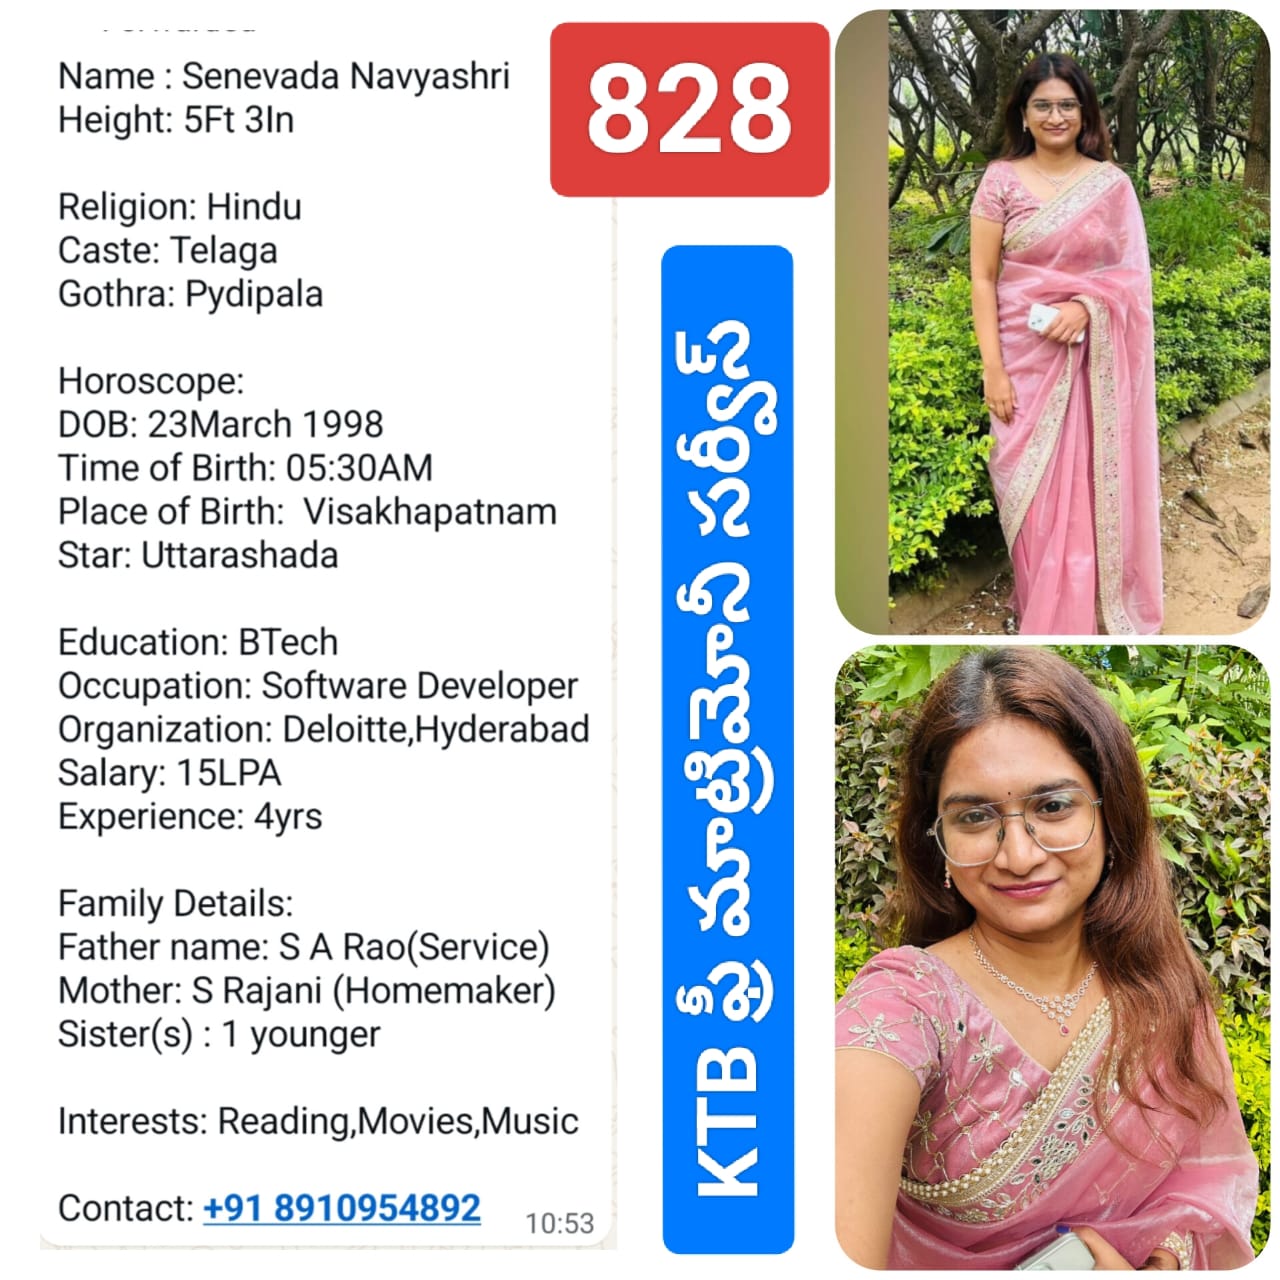 Name : Senevada Navyashri
Height: 5Ft 3In
Religion: Hindu
Caste: Telaga
Gothra: Pydipala
Horoscope:
DOB: 23March 1998
Time of Birth: 05:30AM
Place of Birth:  Visakhapatnam
Star: Uttarashada
Education: BTech
Occupation: Software Developer
Organization: Deloitte,Hyderabad
Salary: 15LPA
Experience: 4yrs
Family Details:
Father name: S A Rao(Service)
Mother: S Rajani (Homemaker)
Sister(s) : 1 younger
Interests: Reading,Movies,Music
Contact: +91 8910954892
10:53
828
KTB ఫ్రీ మాట్రిమోనీ సర్వీస్